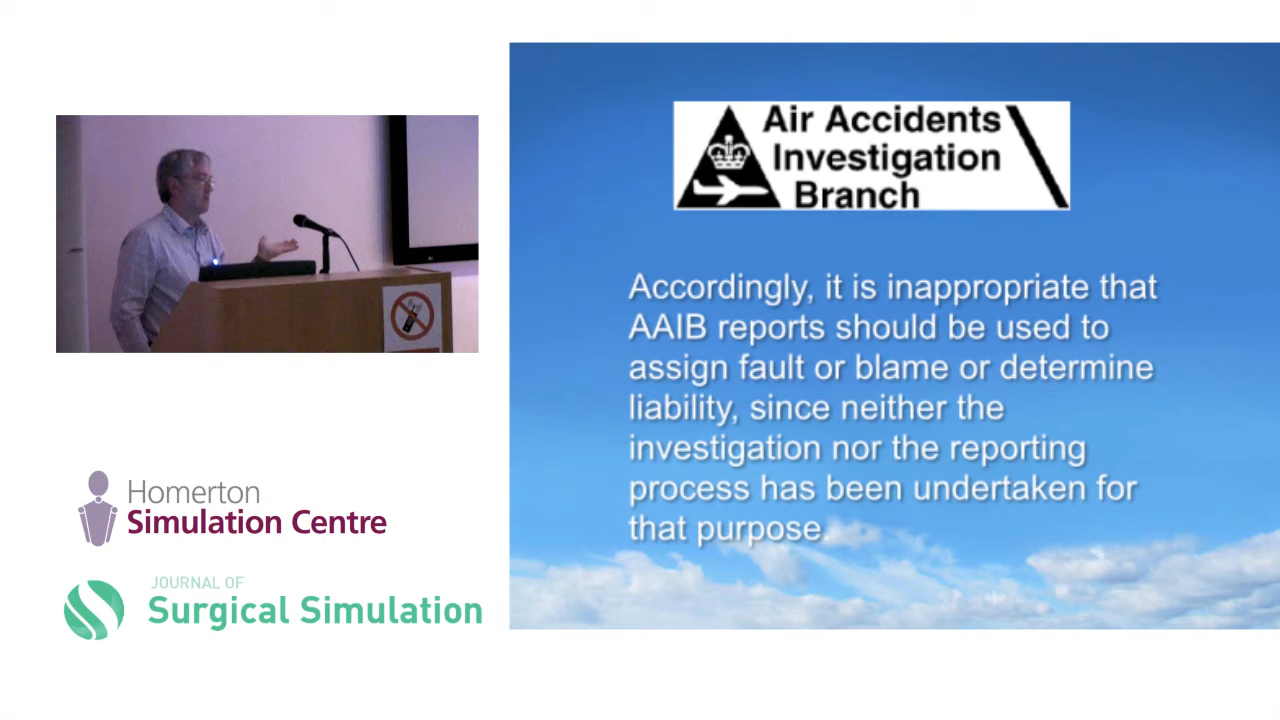 Air Accidents
Investigation
Branch
Accordingly, it is inappropriate that
AAIB reports should be used to
assign fault or blame or determine
liability, since neither the
investigation nor the reporting
process has been undertaken for
that purpose.
Homerton
Simulation Centre
JOURNAL OF
Surgical Simulation